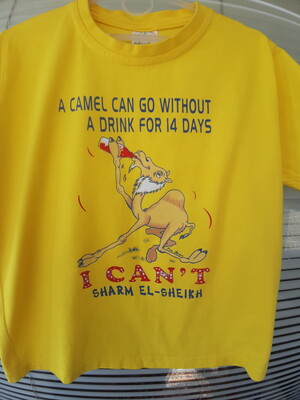 A CAMEL CAN GO WITHOUT
A DRINK FOR 14 DAYS
I CAN'T
SHARM EL-SHEIKH